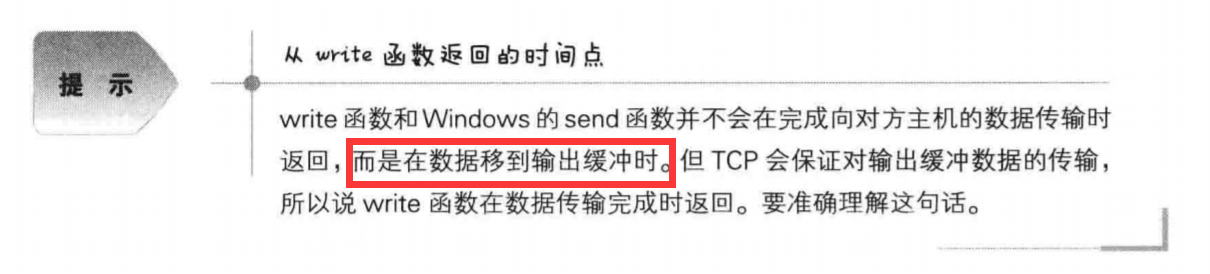 提 示
从 write 函数返回的时间点
write 函数和 Windows 的 send 函数并不会在完成向对方主机的数据传输时
返回，而是在数据移到输出缓冲时。但 TCP 会保证对输出缓冲数据的传输，
所以说 write 函数在数据传输完成时返回。要准确理解这句话。